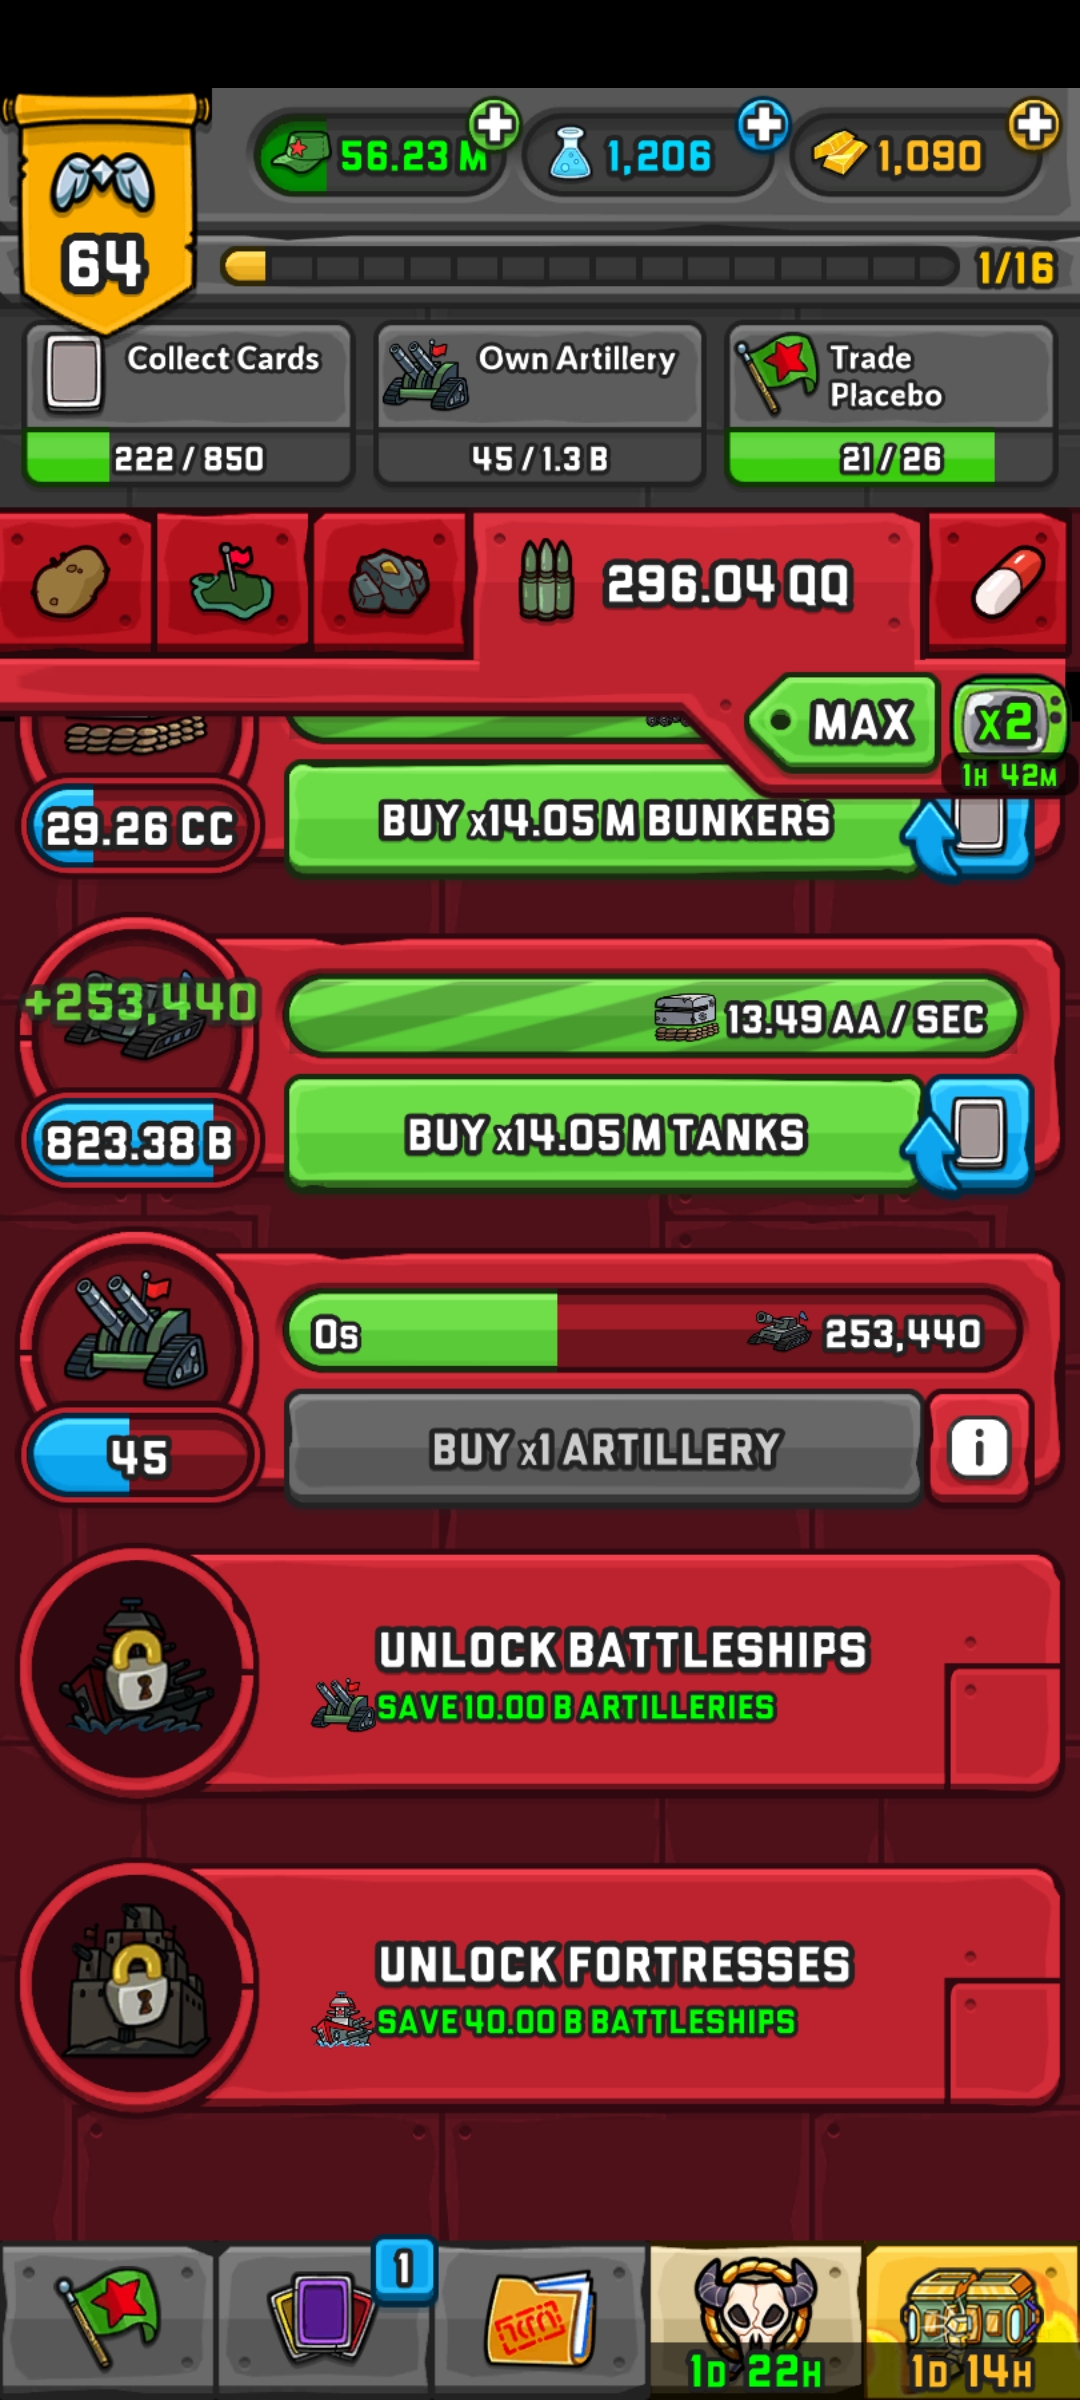 56.23 M
1,206
1,090
64
1/16
Collect Cards
222 / 850
Own Artillery
45 / 1.3 B
Trade
Placebo
21 / 26
296.04 QQ
MAX
X2
1H 42M
29.26 CC
BUY x14.05 M BUNKERS
+253,440
13.49 AA / SEC
823.38 B
BUY x14.05 M TANKS
0s
253,440
45
BUY x1 ARTILLERY
i
UNLOCK BATTLESHIPS
SAVE 10.00 B ARTILLERIES
UNLOCK FORTRESSES
SAVE 40.00 B BATTLESHIPS
1
1D 22H
1D 14H